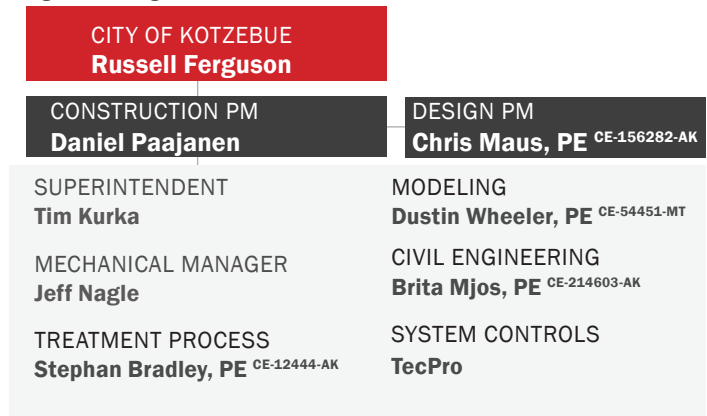 CITY OF KOTZEBUE
Russell Ferguson
CONSTRUCTION PM
Daniel Paajanen
DESIGN PM
Chris Maus, PE CE-156282-AK
SUPERINTENDENT
Tim Kurka
MECHANICAL MANAGER
Jeff Nagle
TREATMENT PROCESS
Stephan Bradley, PE CE-12444-AK
MODELING
Dustin Wheeler, PE CE-54451-MT
CIVIL ENGINEERING
Brita Mjos, PE CE-214603-AK
SYSTEM CONTROLS
TecPro